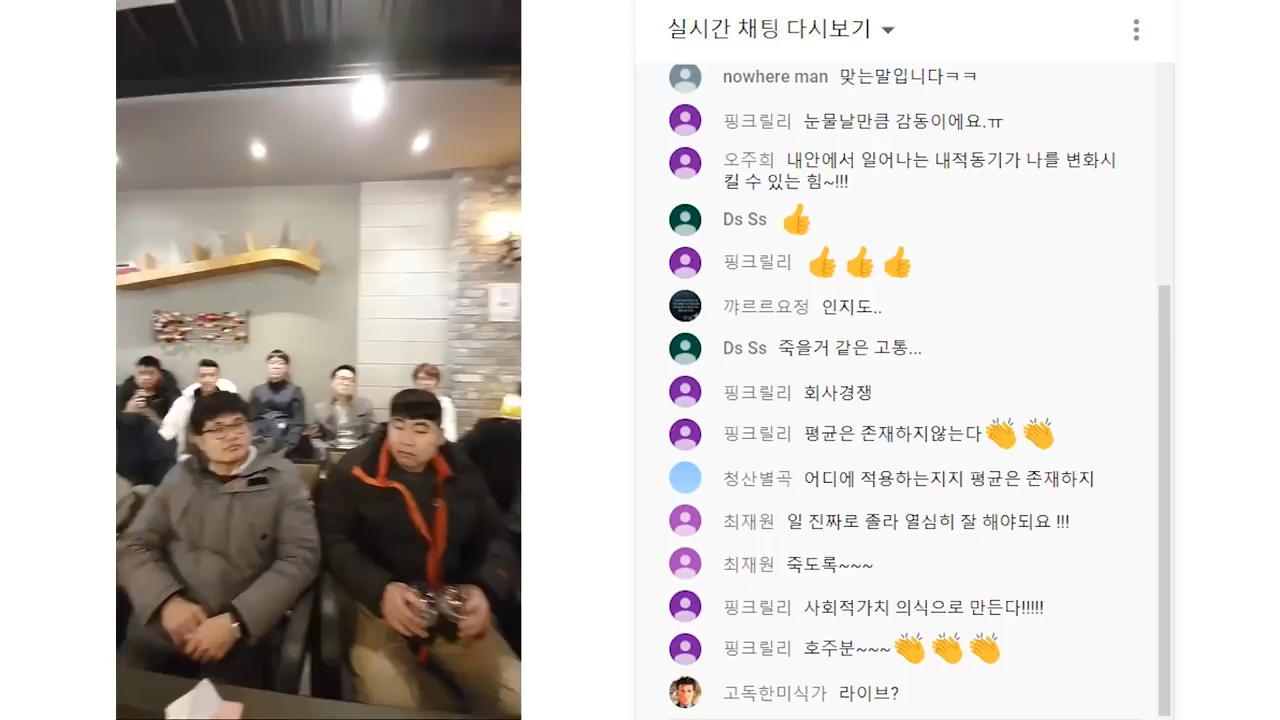 실시간 채팅 다시보기
nowhere man 맞는말입니다ㅋㅋ
핑크릴리 눈물날만큼 감동이에요.ㅠ
오주희 내안에서 일어나는 내적동기가 나를 변화시
킬 수 있는 힘~!!!
Ds Ss 👍
핑크릴리 👍👍👍
꺄르르요정 인지도..
Ds Ss 죽을거 같은 고통...
핑크릴리 회사경쟁
핑크릴리 평균은 존재하지않는다👏👏
청산별곡 어디에 적용하는지지 평균은 존재하지
최재원 일 진짜로 졸라 열심히 잘 해야되요 !!!
최재원 죽도록~~~
핑크릴리 사회적가치 의식으로 만든다!!!!!
핑크릴리 호주분~~~👏👏👏
고독한미식가 라이브?